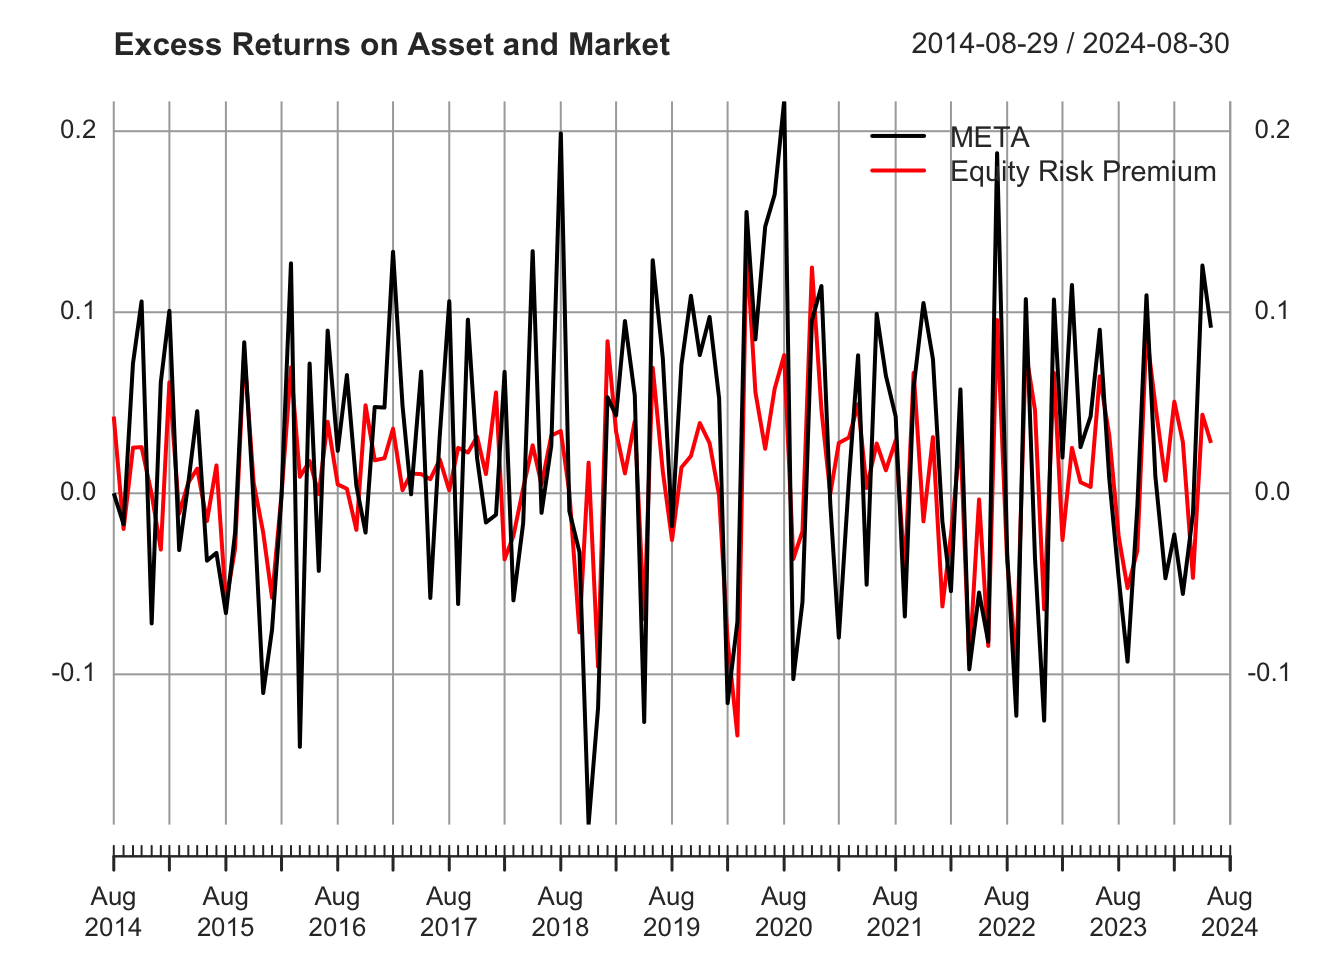 Excess Returns on Asset and Market 2014-08-29 / 2024-08-30
0.2 0.2
META
Equity Risk Premium
0.1 0.1
0.0 0.0
-0.1 -0.1
Aug Aug Aug Aug Aug Aug Aug Aug Aug Aug Aug
2014 2015 2016 2017 2018 2019 2020 2021 2022 2023 2024